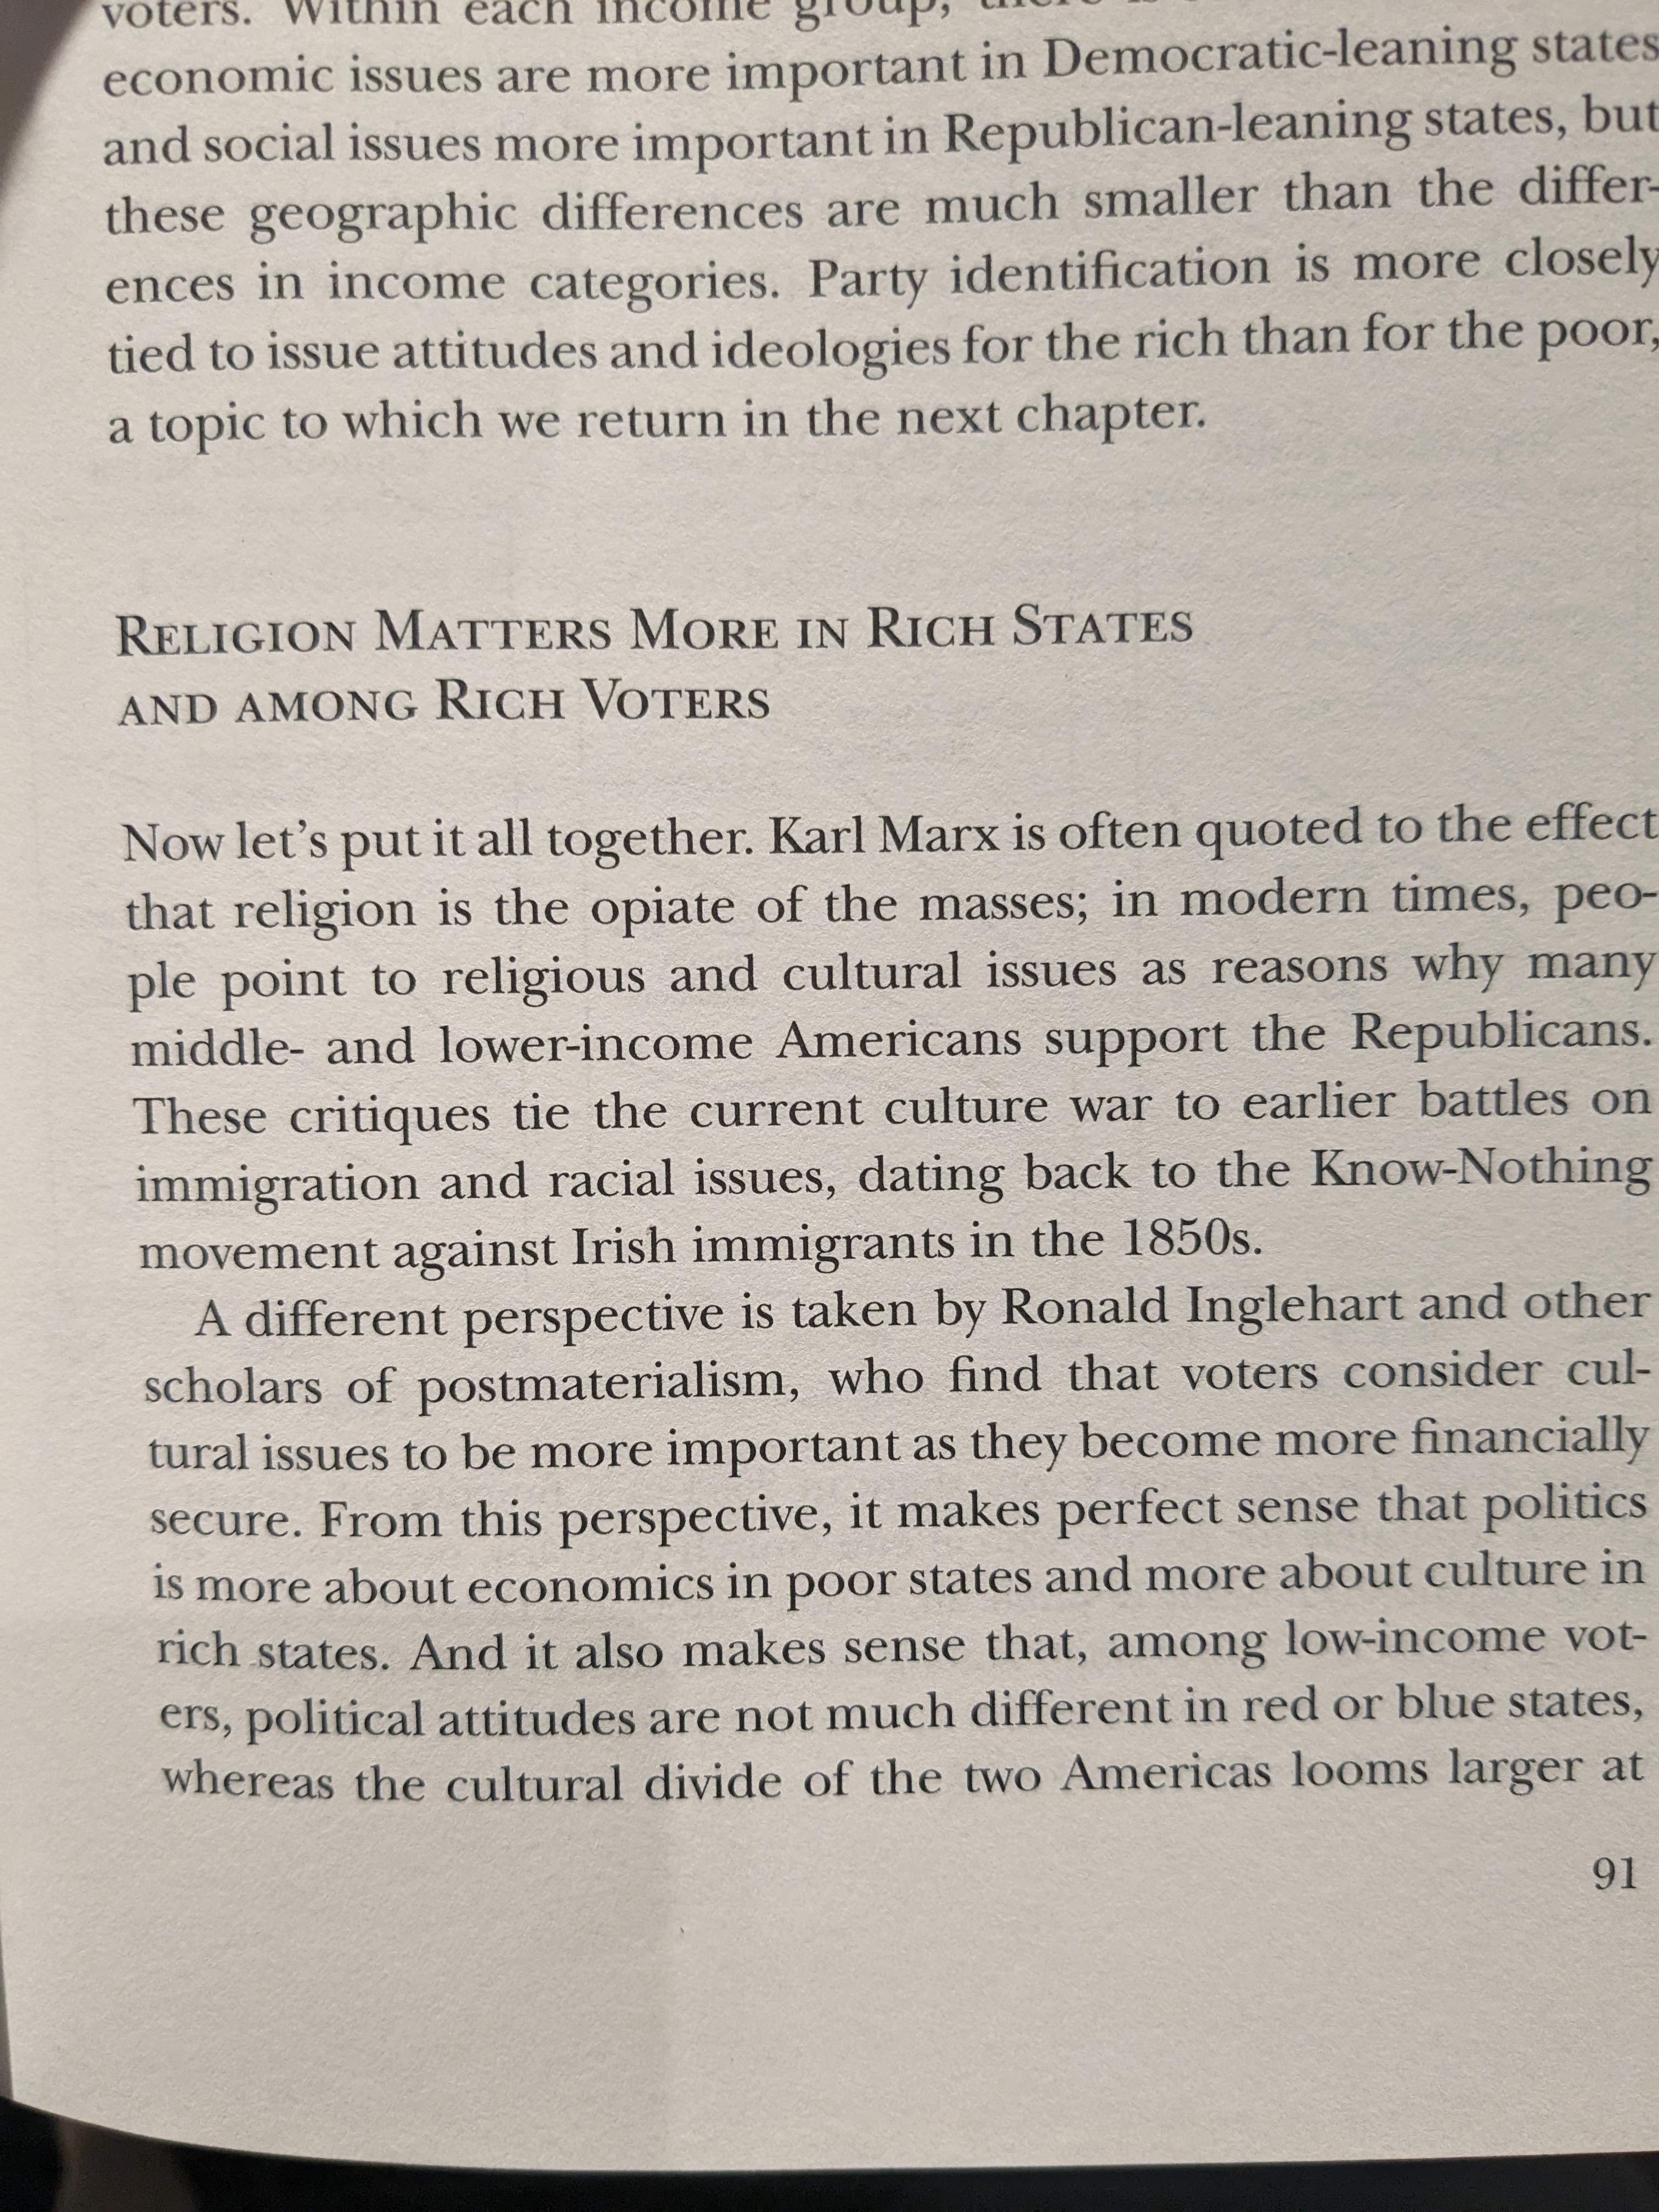 voters. Within each income group, there is
economic issues are more important in Democratic-leaning states
and social issues more important in Republican-leaning states, but
these geographic differences are much smaller than the differ-
ences in income categories. Party identification is more closely
tied to issue attitudes and ideologies for the rich than for the poor,
a topic to which we return in the next chapter.
RELIGION MATTERS MORE IN RICH STATES
AND AMONG RICH VOTERS
Now let's put it all together. Karl Marx is often quoted to the effect
that religion is the opiate of the masses; in modern times, peo-
ple point to religious and cultural issues as reasons why many
middle- and lower-income Americans support the Republicans.
These critiques tie the current culture war to earlier battles on
immigration and racial issues, dating back to the Know-Nothing
movement against Irish immigrants in the 1850s.
A different perspective is taken by Ronald Inglehart and other
scholars of postmaterialism, who find that voters consider cul-
tural issues to be more important as they become more financially
secure. From this perspective, it makes perfect sense that politics
is more about economics in poor states and more about culture in
rich states. And it also makes sense that, among low-income vot-
ers, political attitudes are not much different in red or blue states,
whereas the cultural divide of the two Americas looms larger at
91